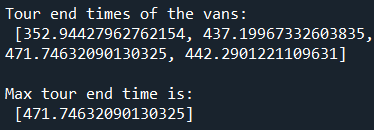 Tour end times of the vans:
[352.94427962762154, 437.19967332603835,
471.74632090130325, 442.2901221109631]
Max tour end time is:
[471.74632090130325]